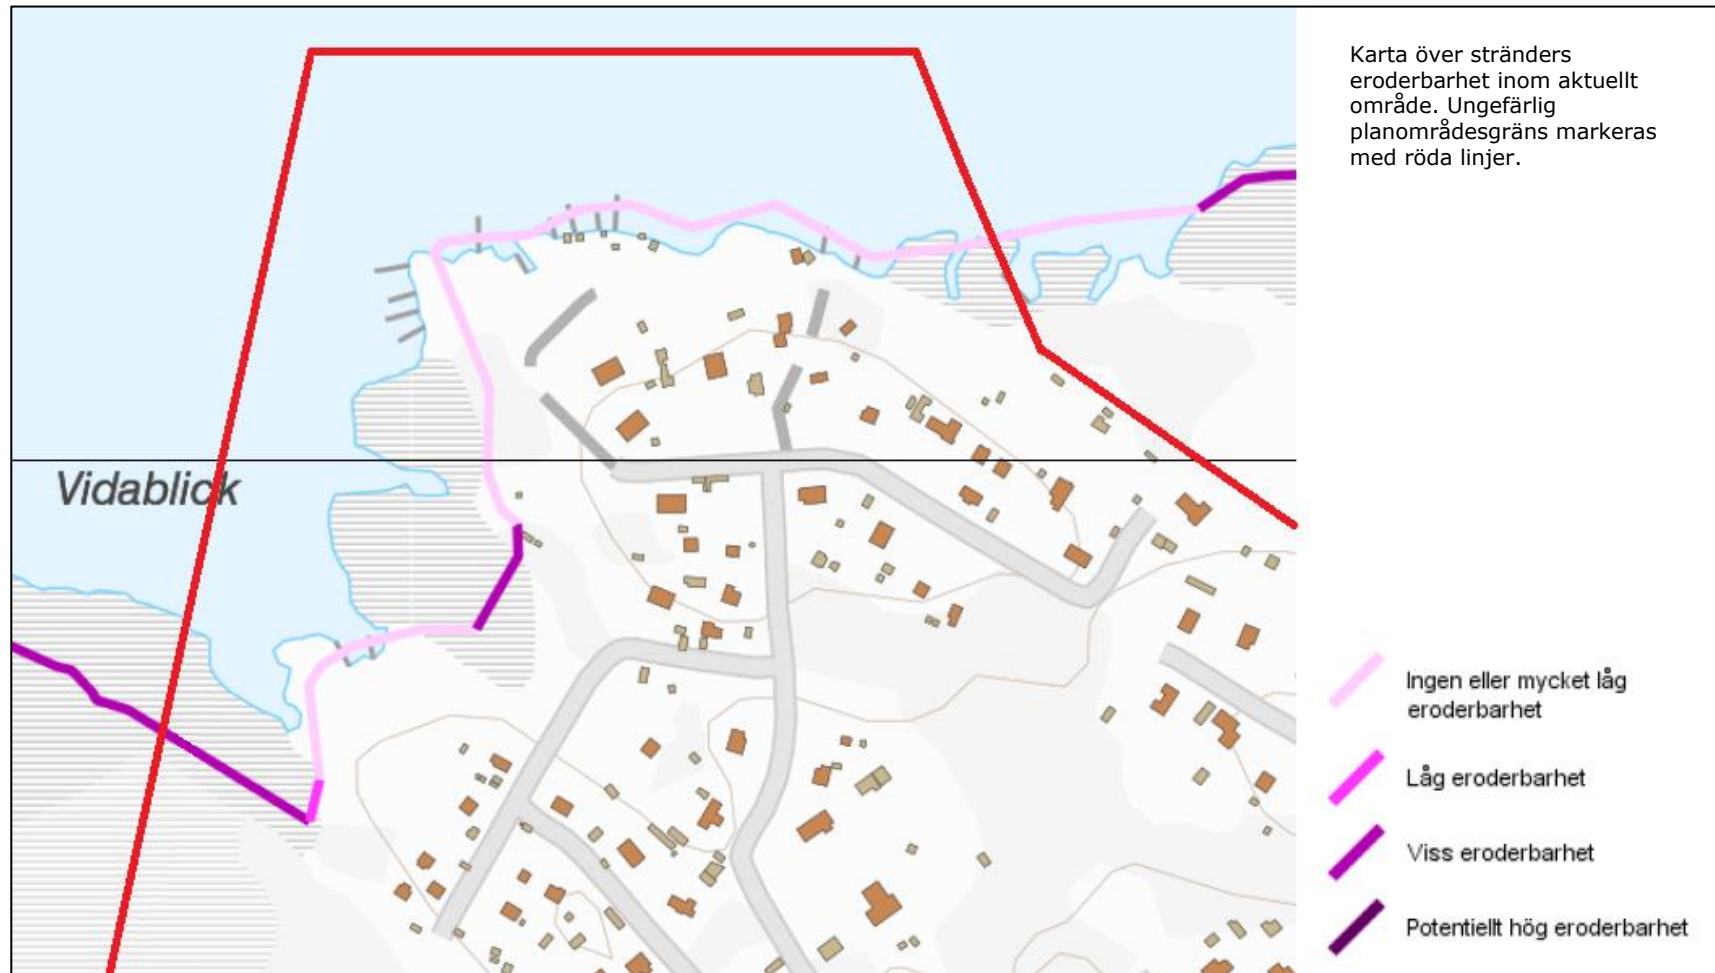 Karta över stränders
eroderbarhet inom aktuellt
område. Ungefärlig
planområdesgräns markeras
med röda linjer.
Vidablick
Ingen eller mycket låg
eroderbarhet
Låg eroderbarhet
Viss eroderbarhet
Potentiellt hög eroderbarhet